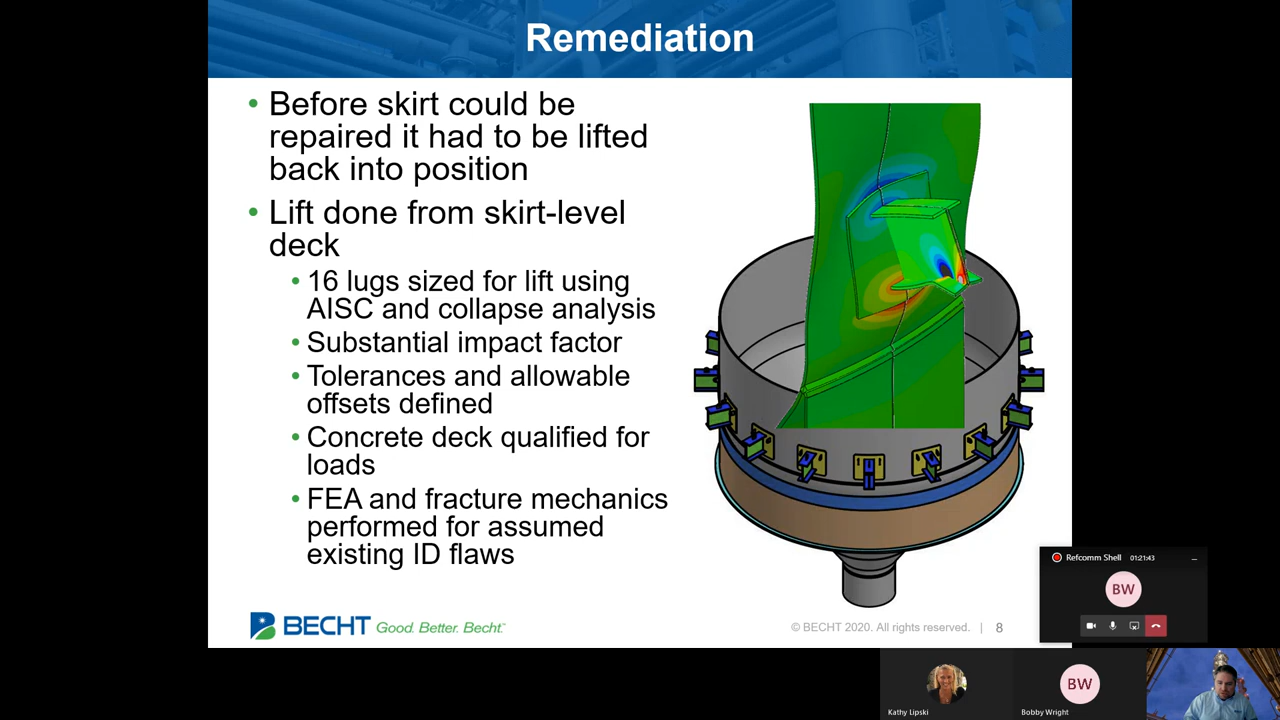 Remediation
• Before skirt could be
repaired it had to be lifted
back into position
• Lift done from skirt-level
deck
• 16 lugs sized for lift using
AISC and collapse analysis
• Substantial impact factor
• Tolerances and allowable
offsets defined
• Concrete deck qualified for
loads
• FEA and fracture mechanics
performed for assumed
existing ID flaws
BECHT Good. Better. Becht.
© BECHT 2020. All rights reserved. | 8
Refcomm Shell 01:21:43
BW
BW
Kathy Lipski
Bobby Wright